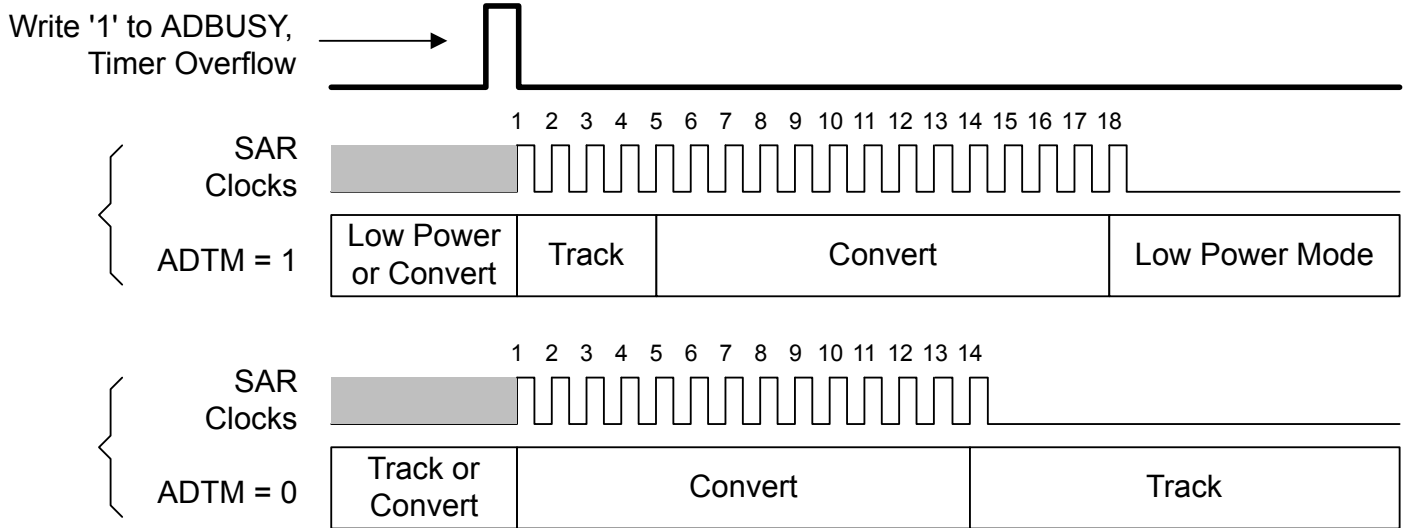 Write '1' to ADBUSY,
Timer Overflow
1 2 3 4 5 6 7 8 9 10 11 12 13 14 15 16 17 18
SAR
Clocks
ADTM = 1
Low Power
or Convert
Track
Convert
Low Power Mode
1 2 3 4 5 6 7 8 9 10 11 12 13 14
SAR
Clocks
ADTM = 0
Track or
Convert
Convert
Track